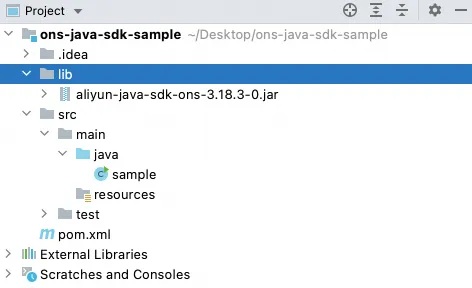 Project
ons-java-sdk-sample ~/Desktop/ons-java-sdk-sample
.idea
lib
aliyun-java-sdk-ons-3.18.3-0.jar
src
main
java
sample
resources
test
pom.xml
External Libraries
Scratches and Consoles